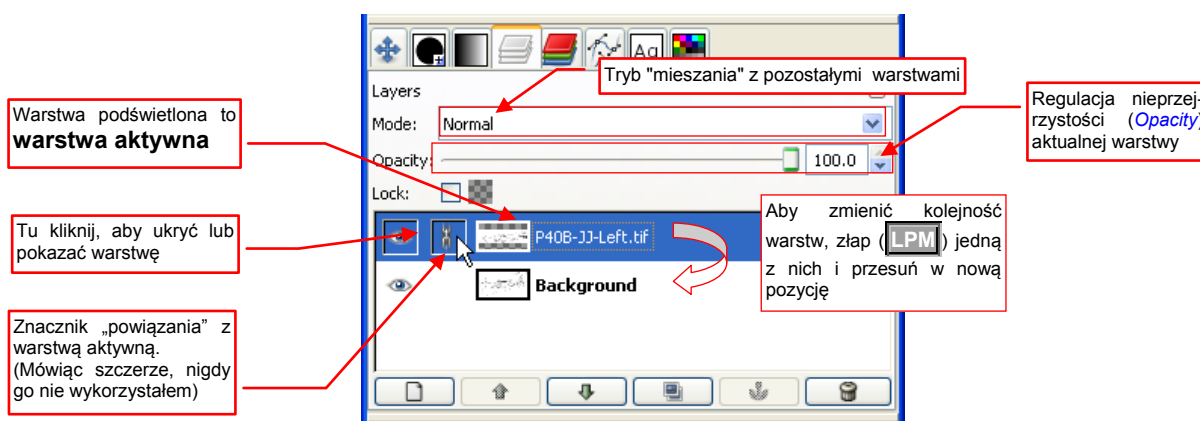 Ag
Tryb "mieszania" z pozostałymi warstwami
Layers
Mode: Normal
Opacity: 100.0
Lock:
P40B-JJ-Left.tif
Background
Warstwa podświetlona to
warstwa aktywna
Tu kliknij, aby ukryć lub
pokazać warstwę
Znacznik „powiązania” z
warstwą aktywną.
(Mówiąc szczerze, nigdy
go nie wykorzystałem)
Regulacja nieprzej-
rzystości (Opacity)
aktualnej warstwy
Aby zmienić kolejność
warstw, złap (LPM) jedną
z nich i przesuń w nową
pozycję